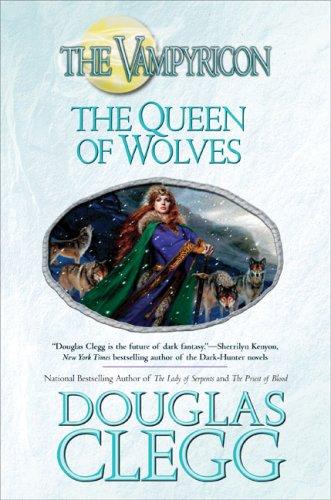 THE VAMPYRICON
THE QUEEN
OF WOLVES
“Douglas Clegg is the future of dark fantasy.”—Sherrilyn Kenyon,
New York Times bestselling author of the Dark-Hunter novels
National Bestselling Author of The Lady of Serpents and The Priest of Blood
DOUGLAS
CLEGG